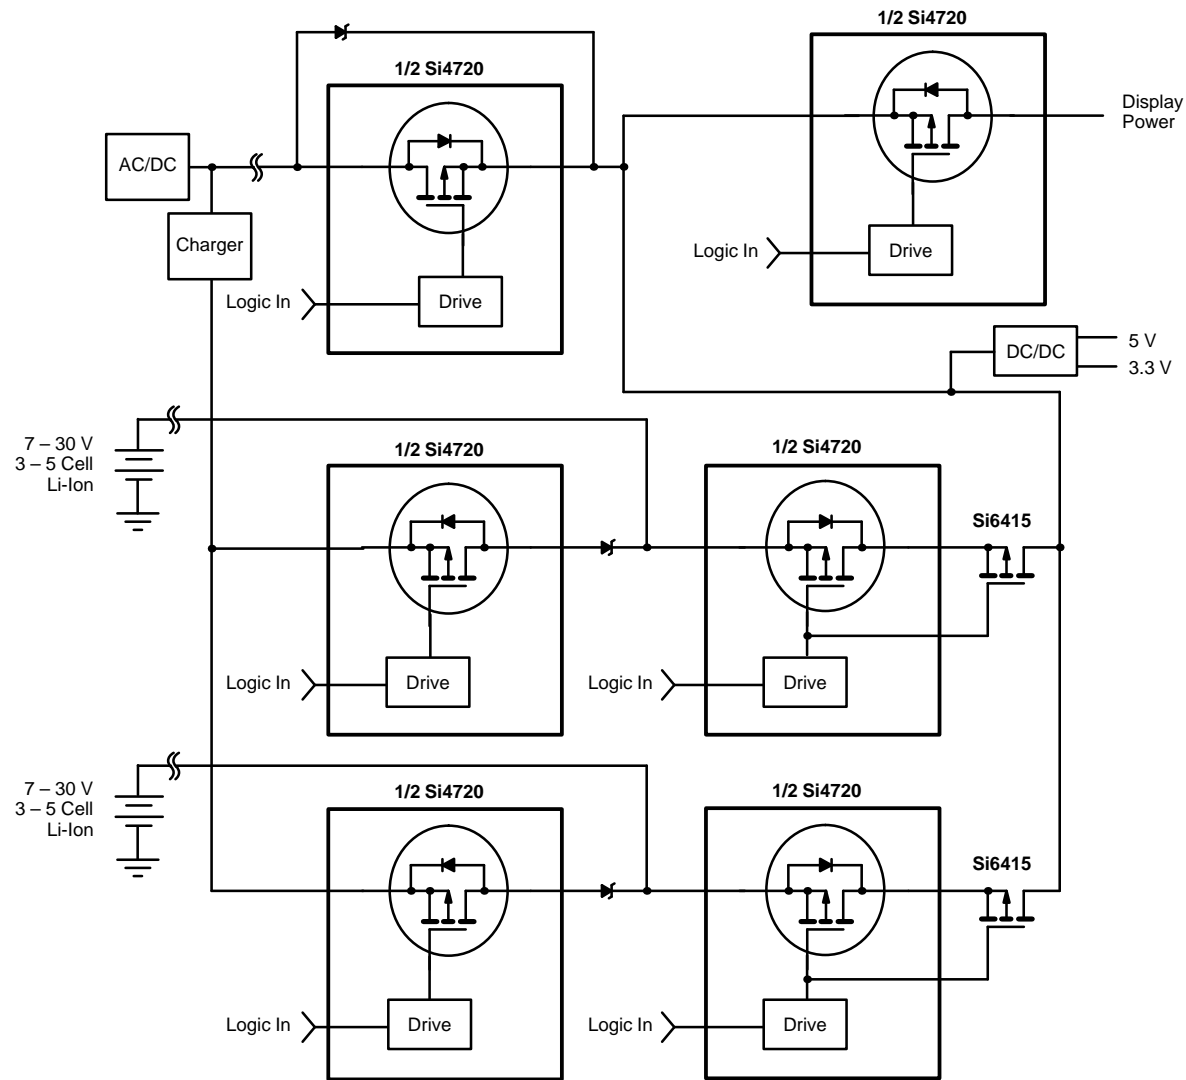 1/2 Si4720
1/2 Si4720
Display
Power
AC/DC
Charger
Logic In
Drive
Logic In
Drive
DC/DC
5 V
3.3 V
7 – 30 V
3 – 5 Cell
Li-Ion
1/2 Si4720
1/2 Si4720
Si6415
Logic In
Drive
Logic In
Drive
7 – 30 V
3 – 5 Cell
Li-Ion
1/2 Si4720
1/2 Si4720
Si6415
Logic In
Drive
Logic In
Drive